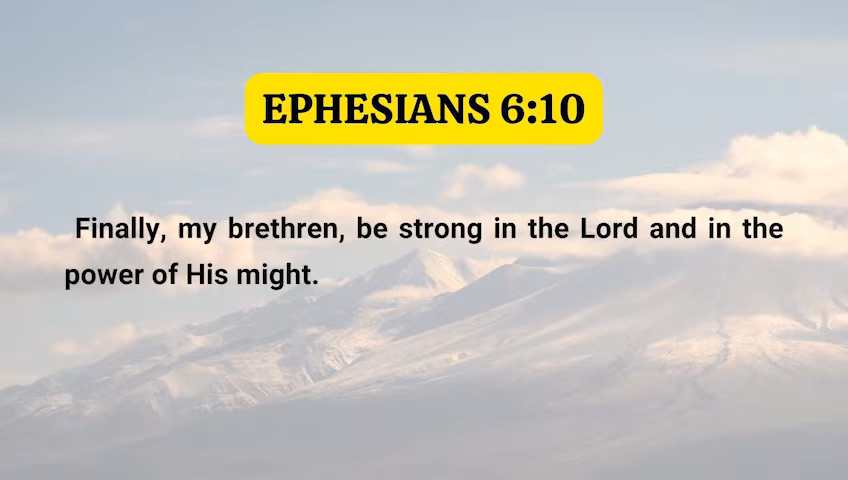 EPHESIANS 6:10
Finally, my brethren, be strong in the Lord and in the
power of His might.